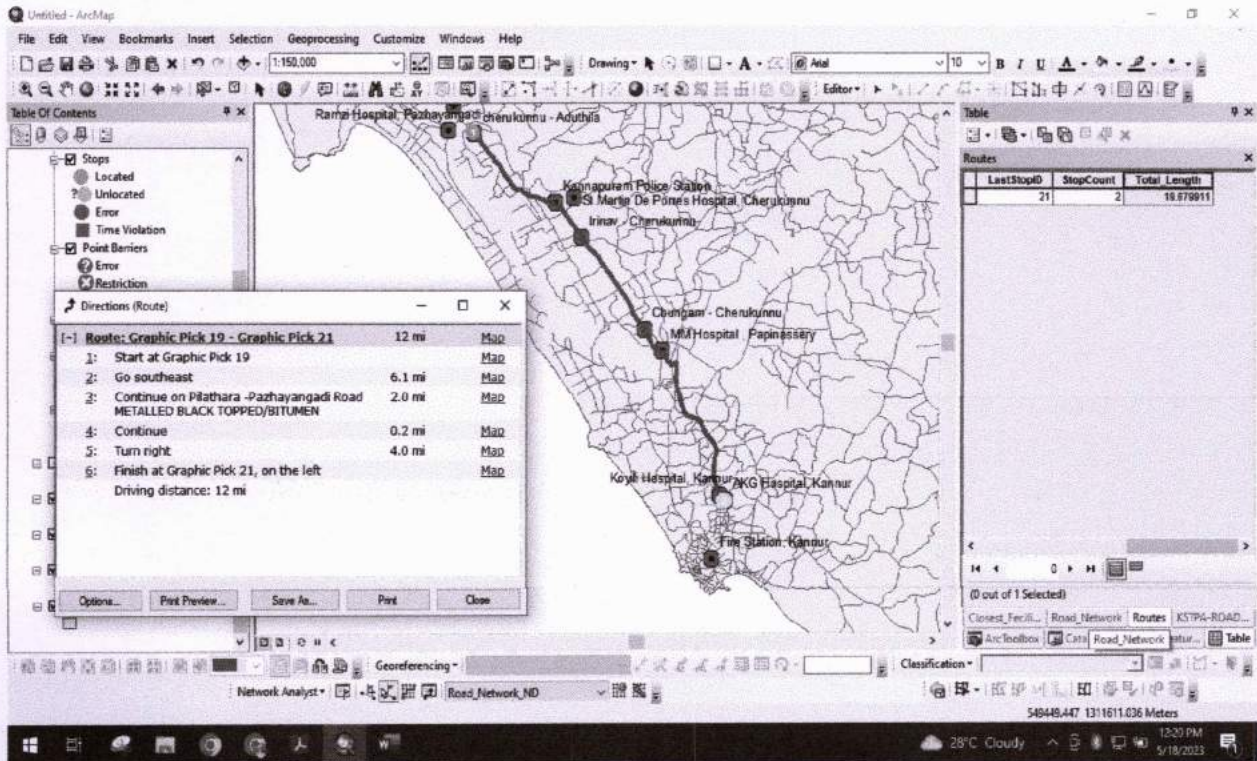 Untitled - ArcMap
File Edit View Bookmarks Insert Selection Geoprocessing Customize Windows Help
1:150,000
Drawing
Arial
10
B I U A
Editor
Table Of Contents
Stops
Located
Unlocated
Error
Time Violation
Point Barriers
Error
Restriction
Directions (Route)
[-] Route: Graphic Pick 19 - Graphic Pick 21 12 mi Map
1: Start at Graphic Pick 19 Map
2: Go southeast 6.1 mi Map
3: Continue on Pilathara -Pazhayangadi Road 2.0 mi Map
METALLED BLACK TOPPED/BITUMEN
4: Continue 0.2 mi Map
5: Turn right 4.0 mi Map
6: Finish at Graphic Pick 21, on the left Map
Driving distance: 12 mi
Options... Print Preview... Save As... Print Close
cherukunnu - Aduthila
Kannapuram Police Station
St Martin De Porres Hospital, Cherukunnu
Irinav - Cherukunnu
Chungam - Cherukunnu
MM Hospital, Papinassery
Koyili Hospital, Kannur
AKG Hospital, Kannur
Fire Station, Kannur
Table
Routes
LastStopID StopCount Total_Length
21 2 19.679911
(0 out of 1 Selected)
Closest_Facili... Road_Network Routes KSTPA-ROAD...
ArcToolbox Cata Road_Network atur... Table
Georeferencing
Classification
Network Analyst
Road_Network_ND
549449.447 1311611.036 Meters
28°C Cloudy
12:20 PM
5/18/2023